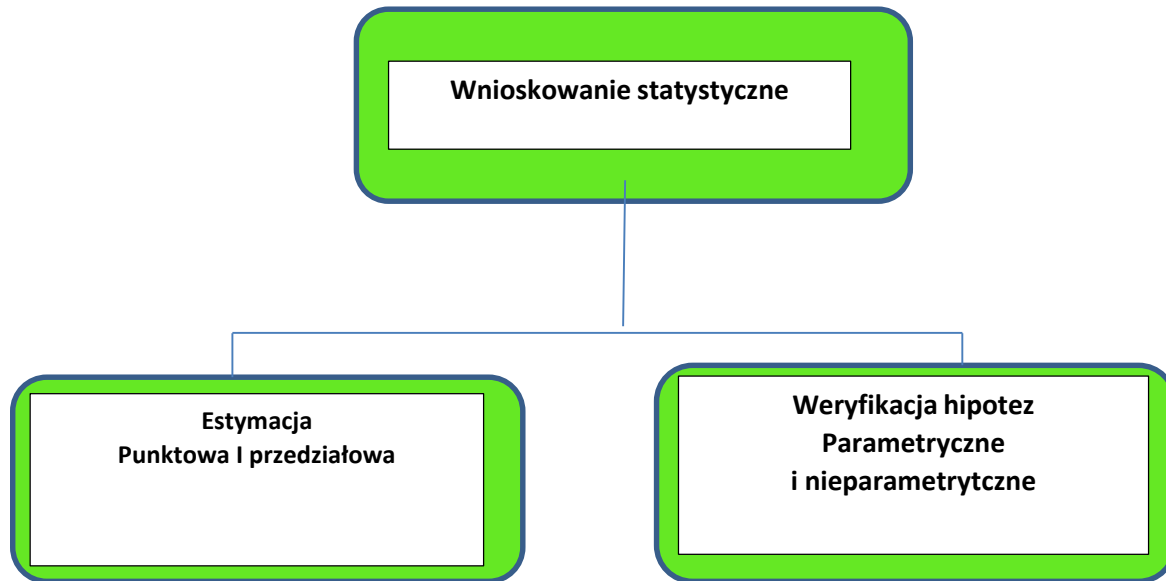 Wnioskowanie statystyczne
Estymacja
Punktowa I przedziałowa
Weryfikacja hipotez
Parametryczne
i nieparametrytczne